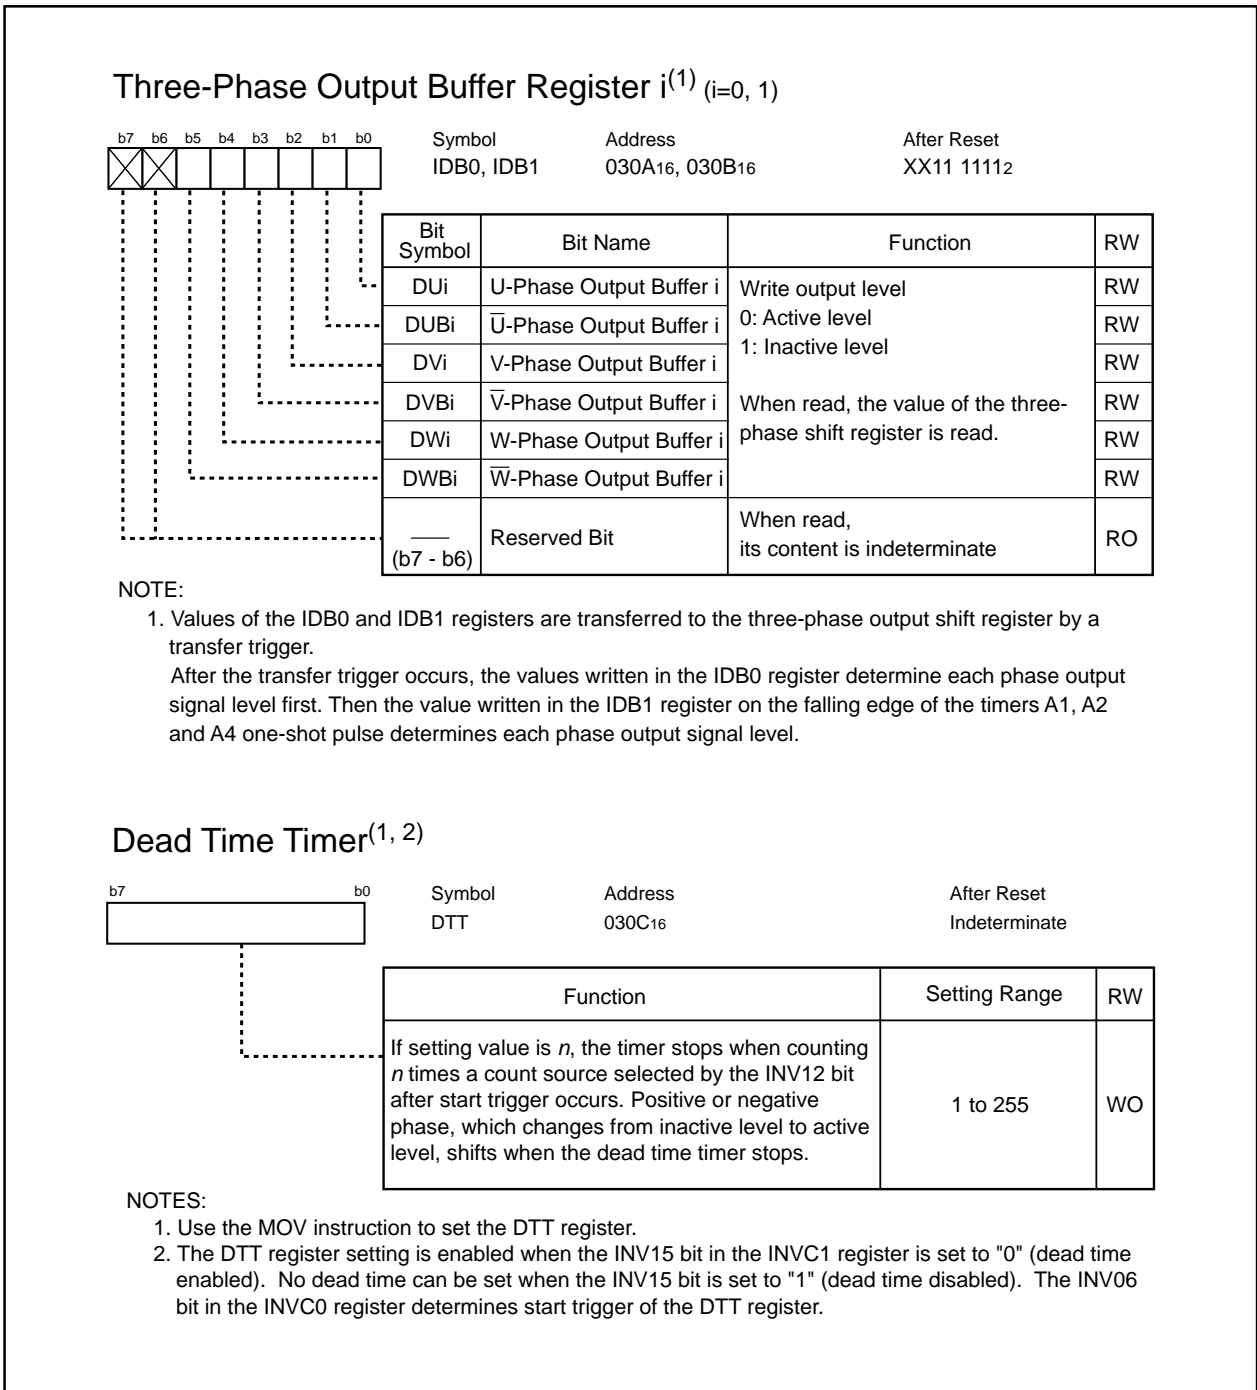 Three-Phase Output Buffer Register i(1) (i=0, 1)
b7 b6 b5 b4 b3 b2 b1 b0
Symbol Address After Reset
IDB0, IDB1 030A16, 030B16 XX11 11112
Bit Symbol Bit Name Function RW
DUi U-Phase Output Buffer i RW
DUBi U̅-Phase Output Buffer i RW
DVi V-Phase Output Buffer i RW
DVBi V̅-Phase Output Buffer i RW
DWi W-Phase Output Buffer i RW
DWBi W̅-Phase Output Buffer i RW
Write output level
0: Active level
1: Inactive level
When read, the value of the three-
phase shift register is read.
(b7 - b6) Reserved Bit
When read,
its content is indeterminate
RO
NOTE:
1. Values of the IDB0 and IDB1 registers are transferred to the three-phase output shift register by a
transfer trigger.
After the transfer trigger occurs, the values written in the IDB0 register determine each phase output
signal level first. Then the value written in the IDB1 register on the falling edge of the timers A1, A2
and A4 one-shot pulse determines each phase output signal level.
Dead Time Timer(1, 2)
b7 b0
Symbol Address After Reset
DTT 030C16 Indeterminate
Function Setting Range RW
If setting value is n, the timer stops when counting
n times a count source selected by the INV12 bit
after start trigger occurs. Positive or negative
phase, which changes from inactive level to active
level, shifts when the dead time timer stops.
1 to 255 WO
NOTES:
1. Use the MOV instruction to set the DTT register.
2. The DTT register setting is enabled when the INV15 bit in the INVC1 register is set to "0" (dead time
enabled). No dead time can be set when the INV15 bit is set to "1" (dead time disabled). The INV06
bit in the INVC0 register determines start trigger of the DTT register.